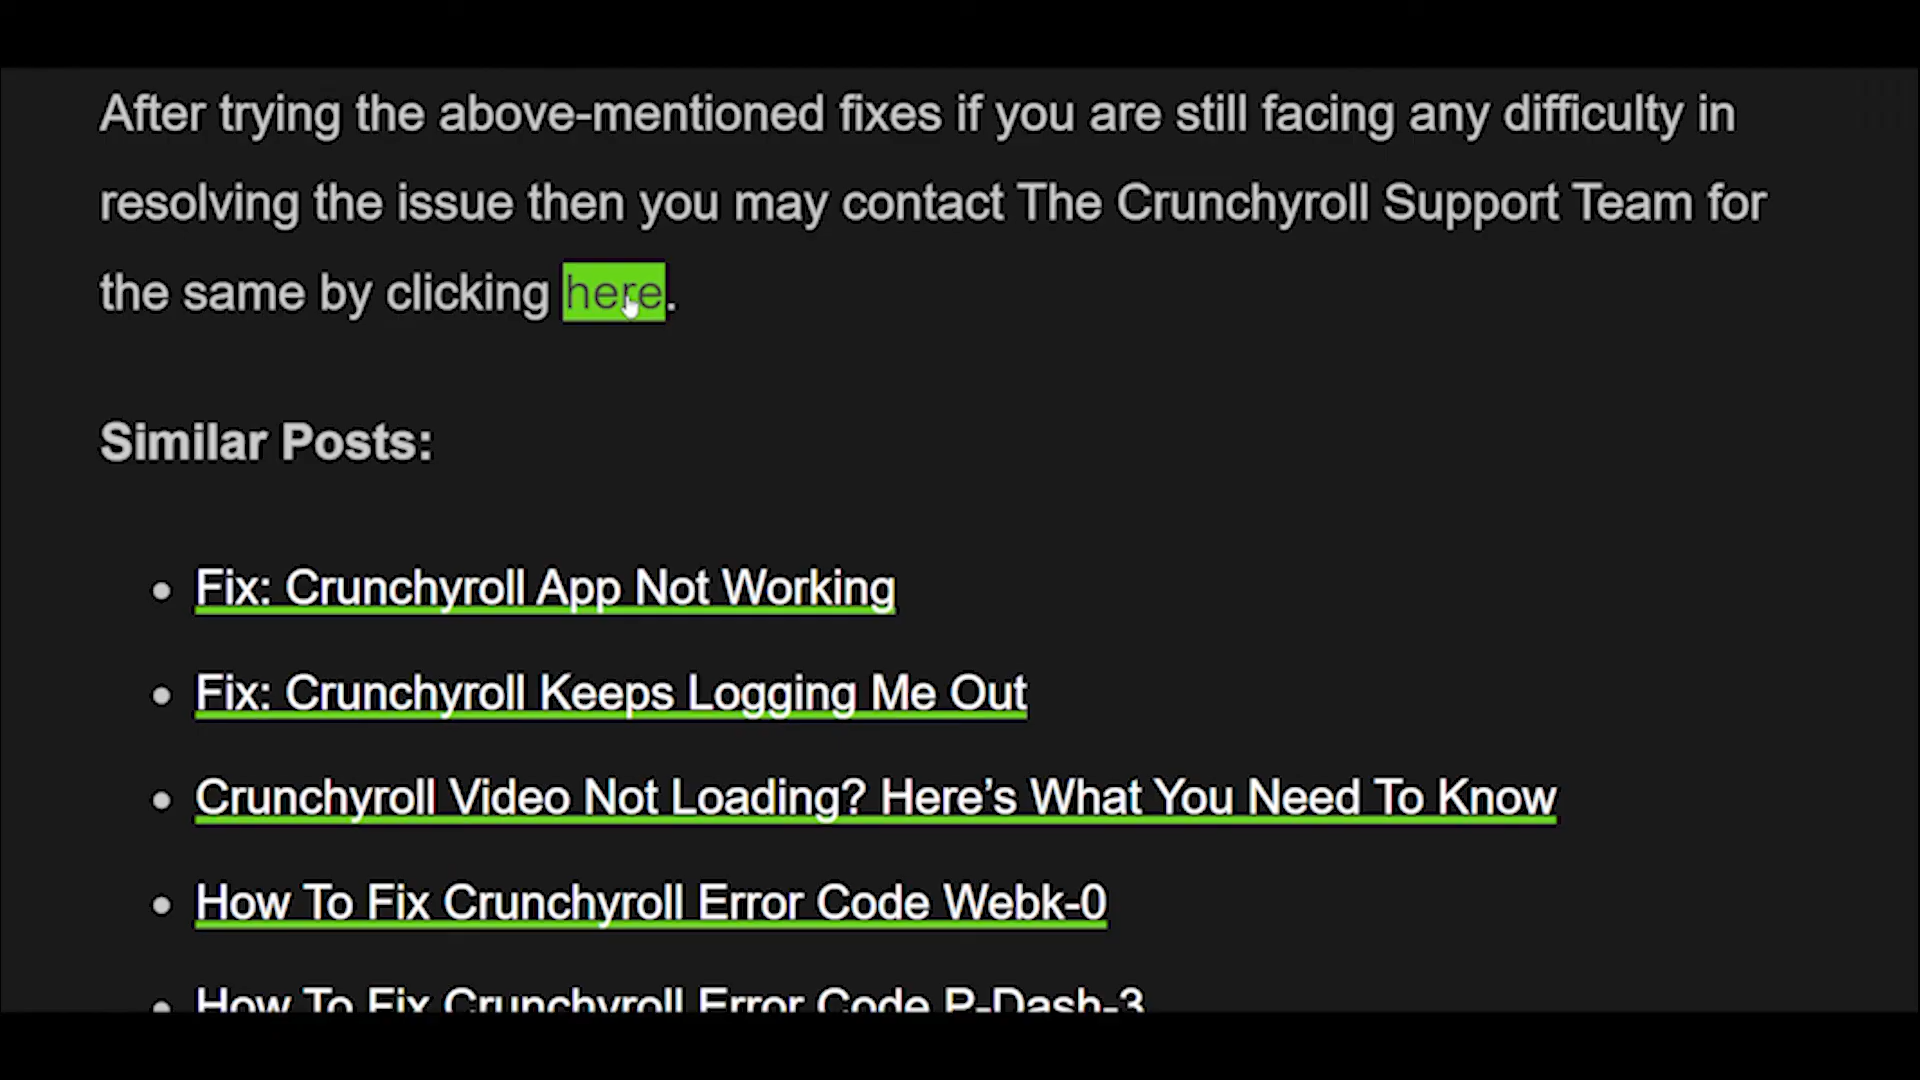 After trying the above-mentioned fixes if you are still facing any difficulty in
resolving the issue then you may contact The Crunchyroll Support Team for
the same by clicking here.
Similar Posts:
Fix: Crunchyroll App Not Working
Fix: Crunchyroll Keeps Logging Me Out
Crunchyroll Video Not Loading? Here’s What You Need To Know
How To Fix Crunchyroll Error Code Webk-0
How To Fix Crunchyroll Error Code P-Dash-3